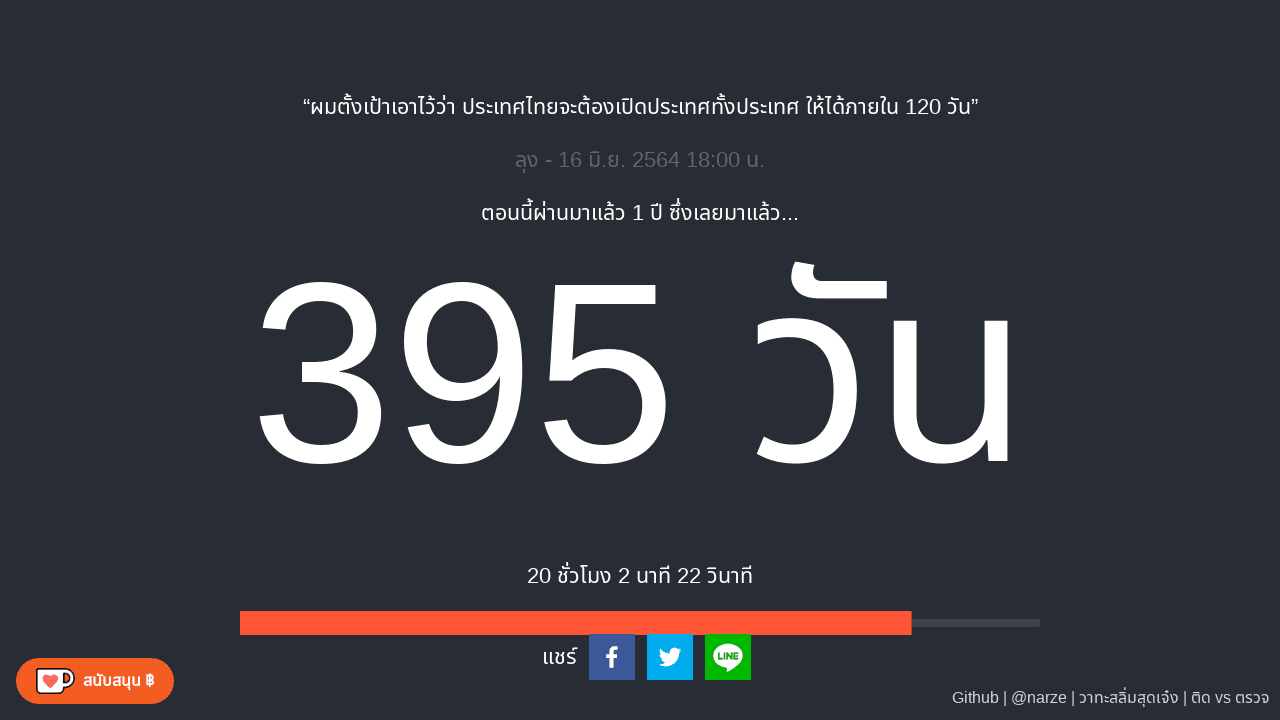 “ผมตั้งเป้าเอาไว้ว่า ประเทศไทยจะต้องเปิดประเทศทั้งประเทศ ให้ได้ภายใน 120 วัน”
ลุง - 16 มิ.ย. 2564 18:00 น.
ตอนนี้ผ่านมาแล้ว 1 ปี ซึ่งเลยมาแล้ว...
395 วัน
20 ชั่วโมง 2 นาที 22 วินาที
แชร์
LINE
สนับสนุน ฿
Github | @narze | วาทะสลิ่มสุดเจ๋ง | ติด vs ตรวจ